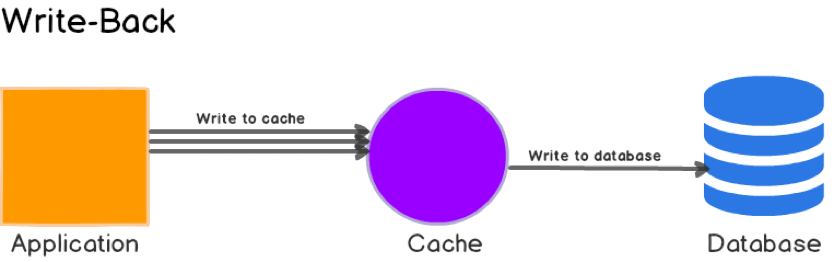 Write-Back
Write to cache
Write to database
Application
Cache
Database